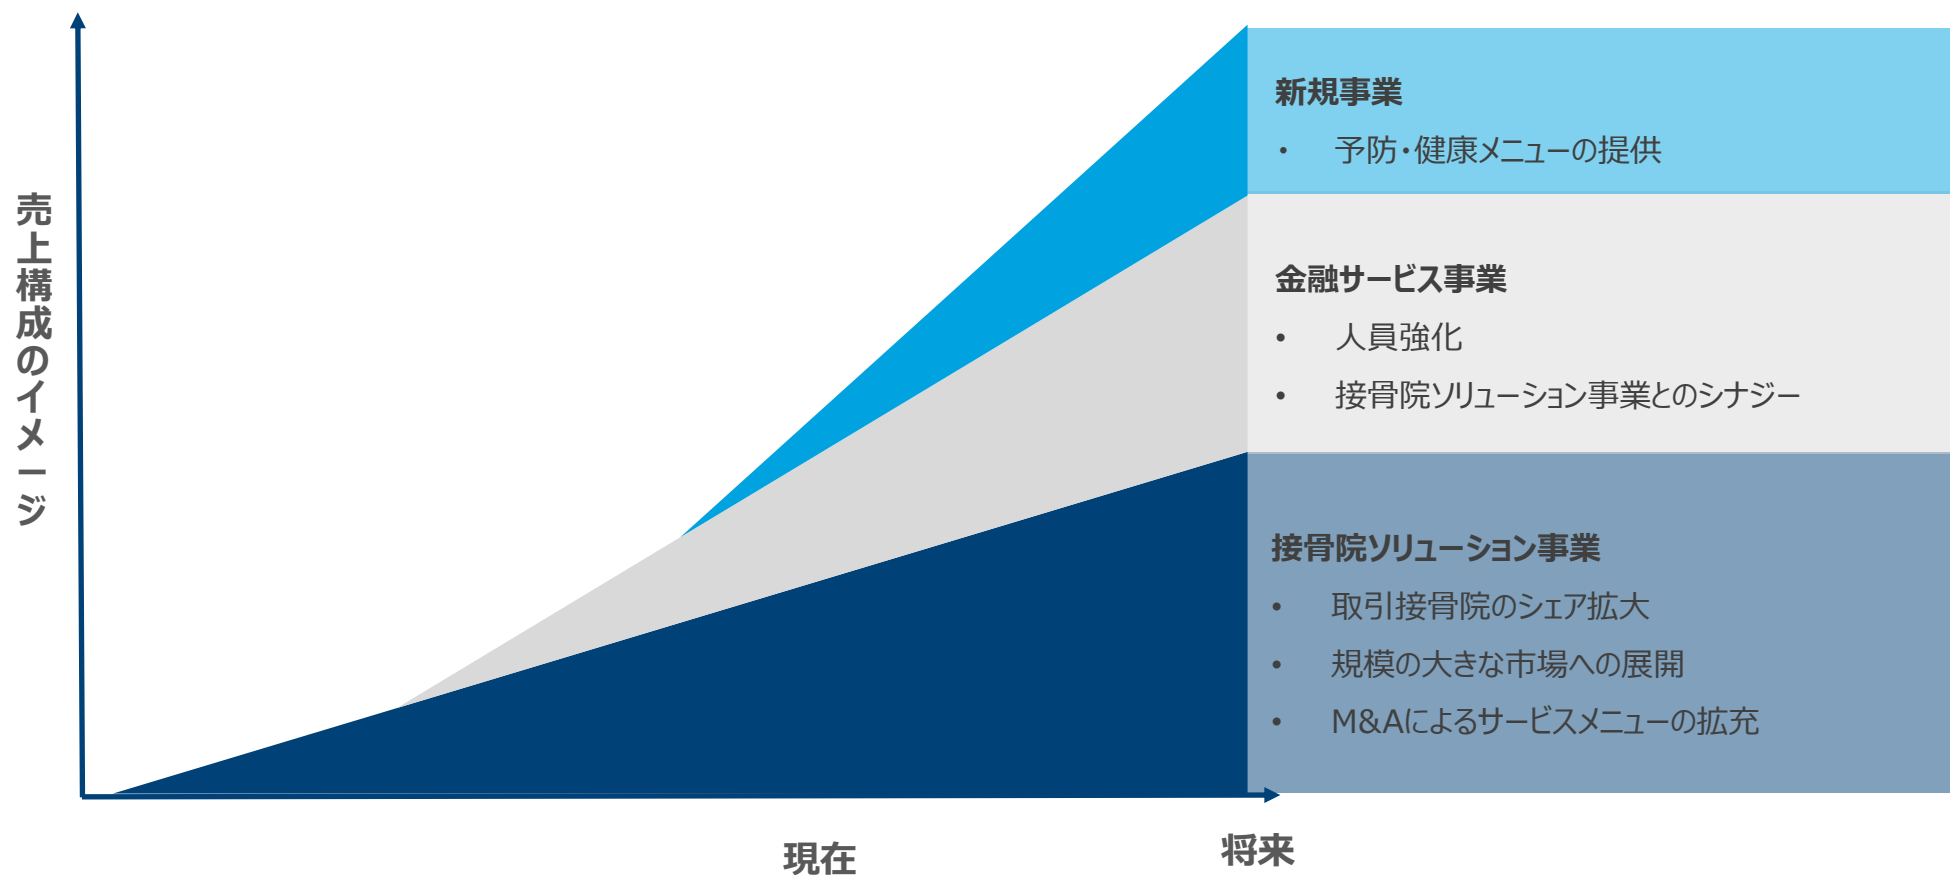 売上構成のイメージ
新規事業
• 予防・健康メニューの提供
金融サービス事業
• 人員強化
• 接骨院ソリューション事業とのシナジー
接骨院ソリューション事業
• 取引接骨院のシェア拡大
• 規模の大きな市場への展開
• M&Aによるサービスメニューの拡充
現在
将来